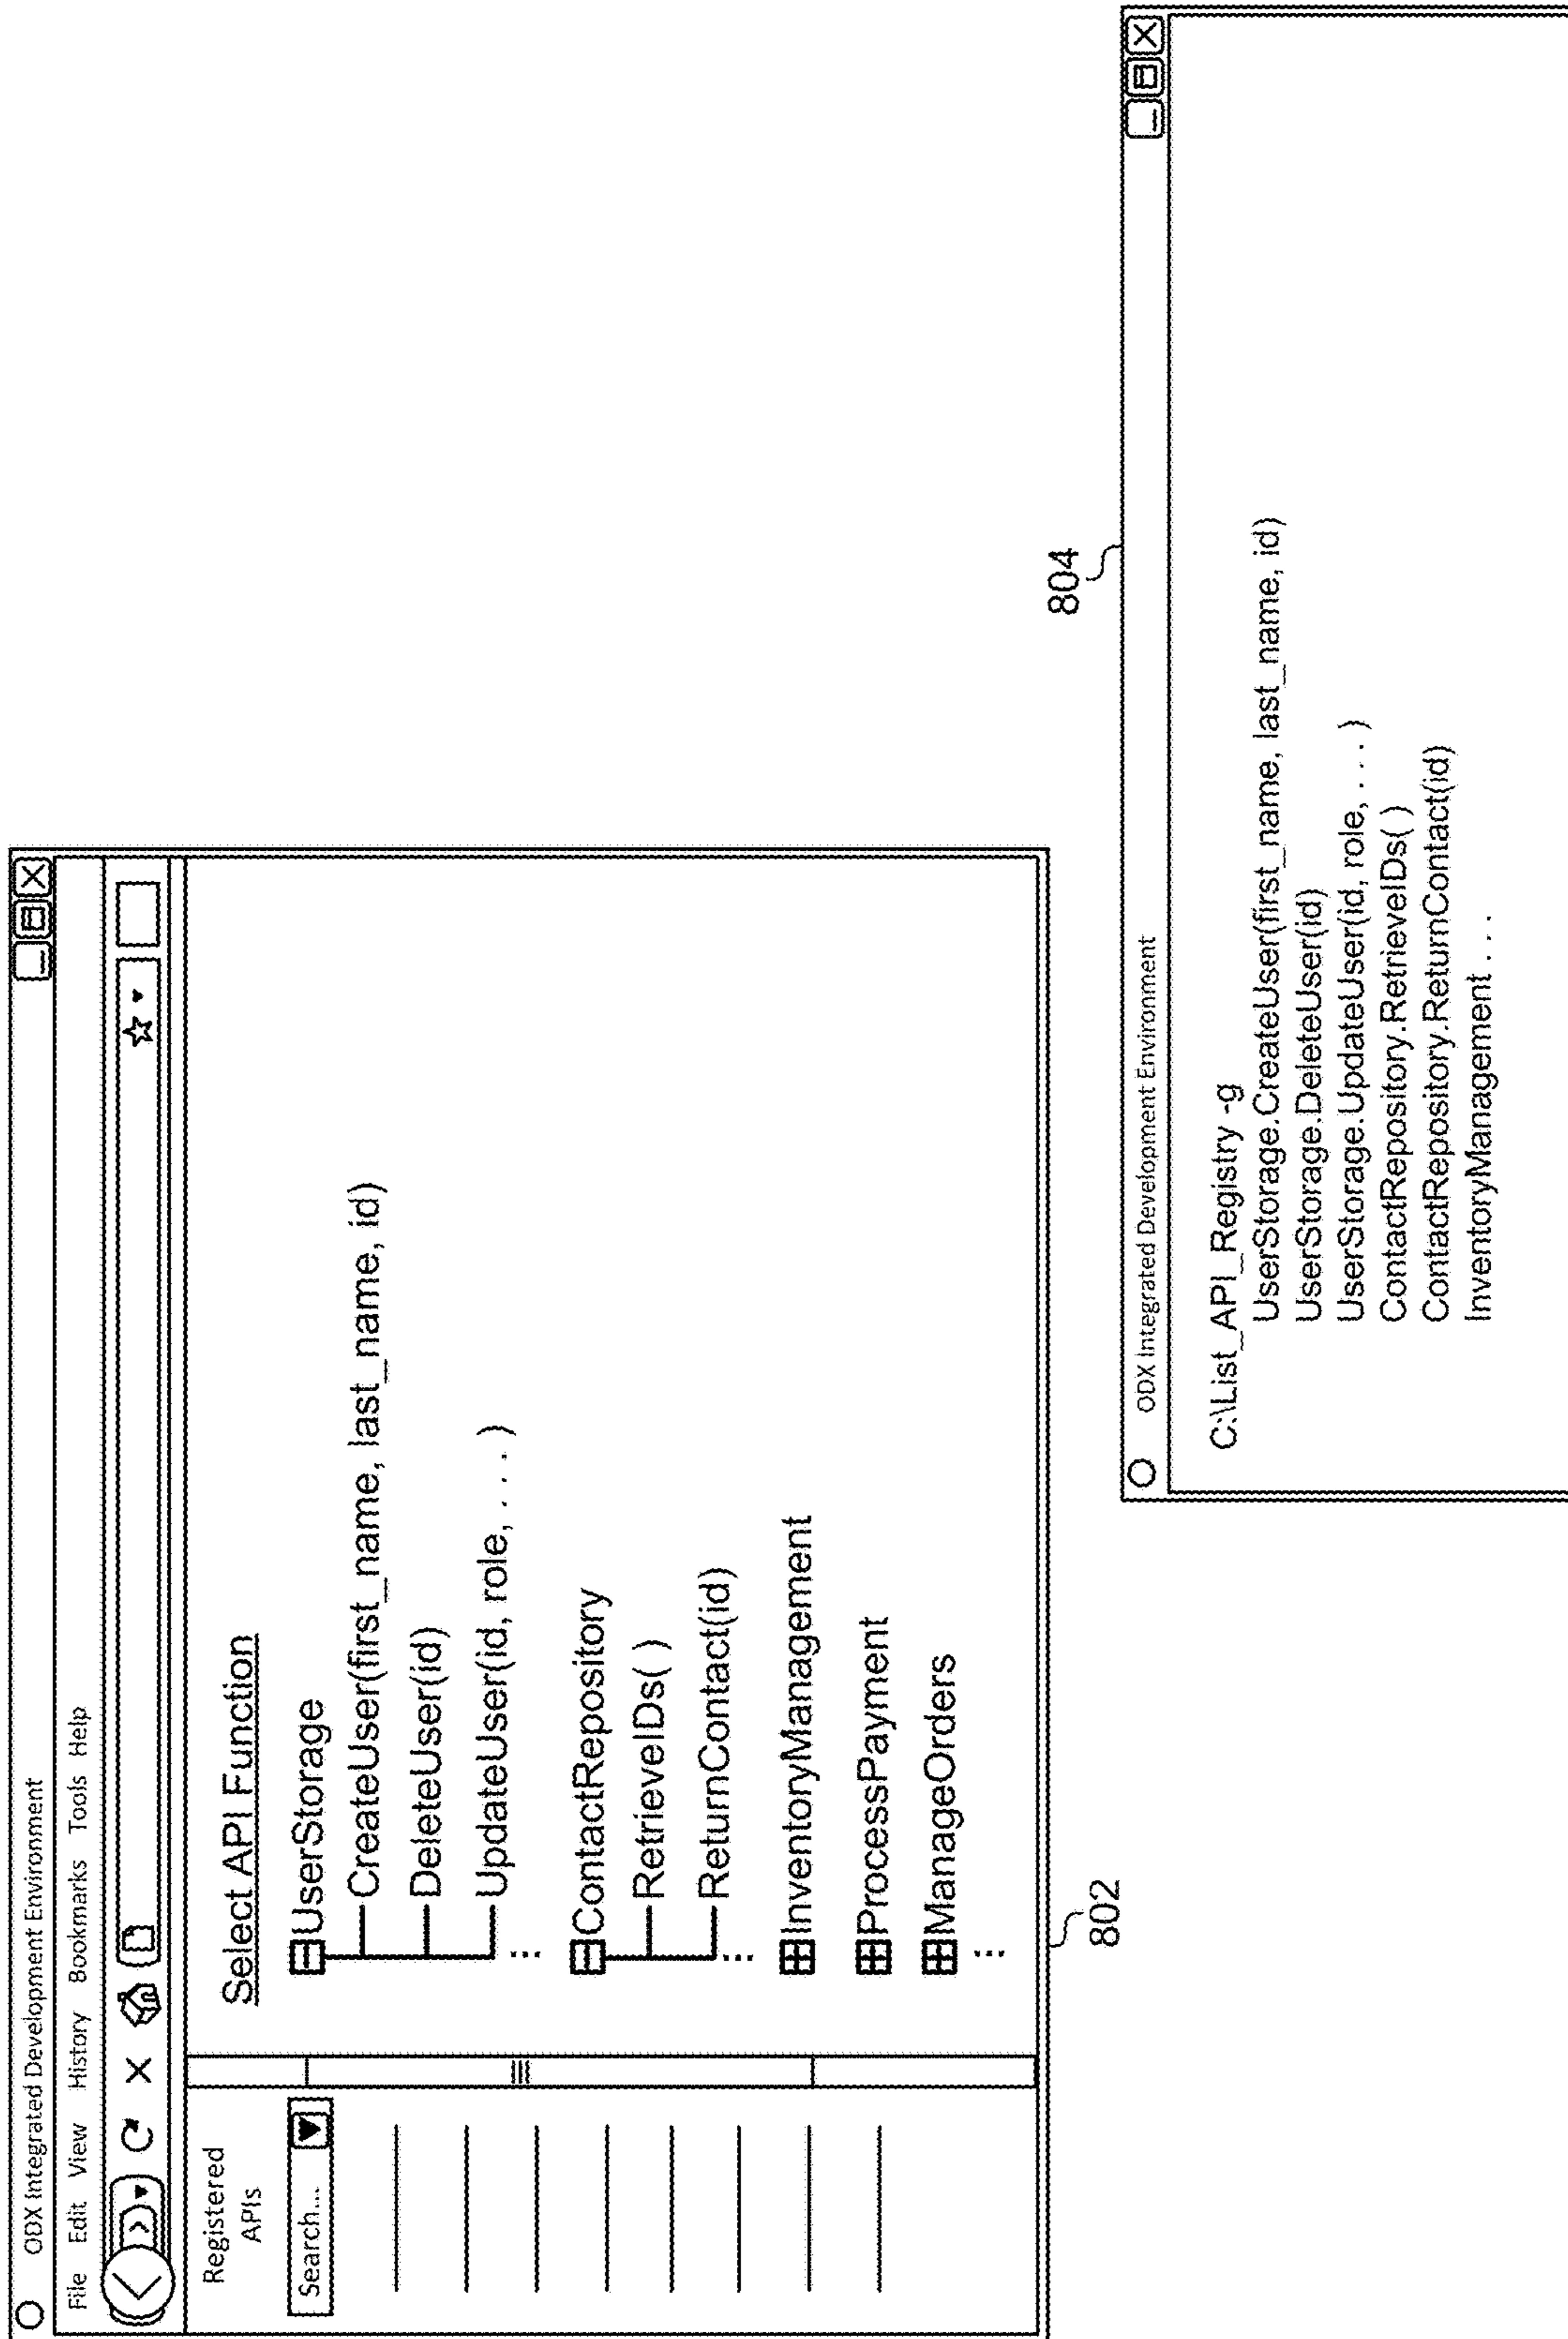 ODX Integrated Development Environment
File Edit View History Bookmarks Tools Help
Registered
APIs
Search...
Select API Function
UserStorage
CreateUser(first_name, last_name, id)
DeleteUser(id)
UpdateUser(id, role, . . . )
ContactRepository
RetrieveIDs( )
ReturnContact(id)
InventoryManagement
ProcessPayment
ManageOrders
802
804
ODX Integrated Development Environment
C:\List_API_Registry -g
UserStorage.CreateUser(first_name, last_name, id)
UserStorage.DeleteUser(id)
UserStorage.UpdateUser(id, role, . . . )
ContactRepository.RetrieveIDs( )
ContactRepository.ReturnContact(id)
InventoryManagement . . .